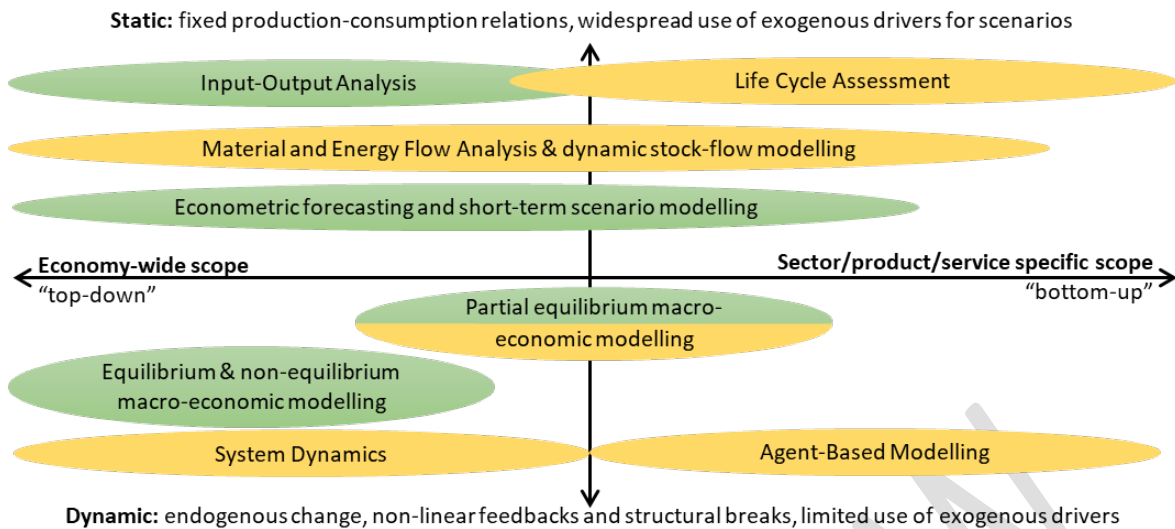 Static: fixed production-consumption relations, widespread use of exogenous drivers for scenarios
Input-Output Analysis
Life Cycle Assessment
Material and Energy Flow Analysis & dynamic stock-flow modelling
Econometric forecasting and short-term scenario modelling
Economy-wide scope
"top-down"
Sector/product/service specific scope
"bottom-up"
Partial equilibrium macro-
economic modelling
Equilibrium & non-equilibrium
macro-economic modelling
System Dynamics
Agent-Based Modelling
Dynamic: endogenous change, non-linear feedbacks and structural breaks, limited use of exogenous drivers